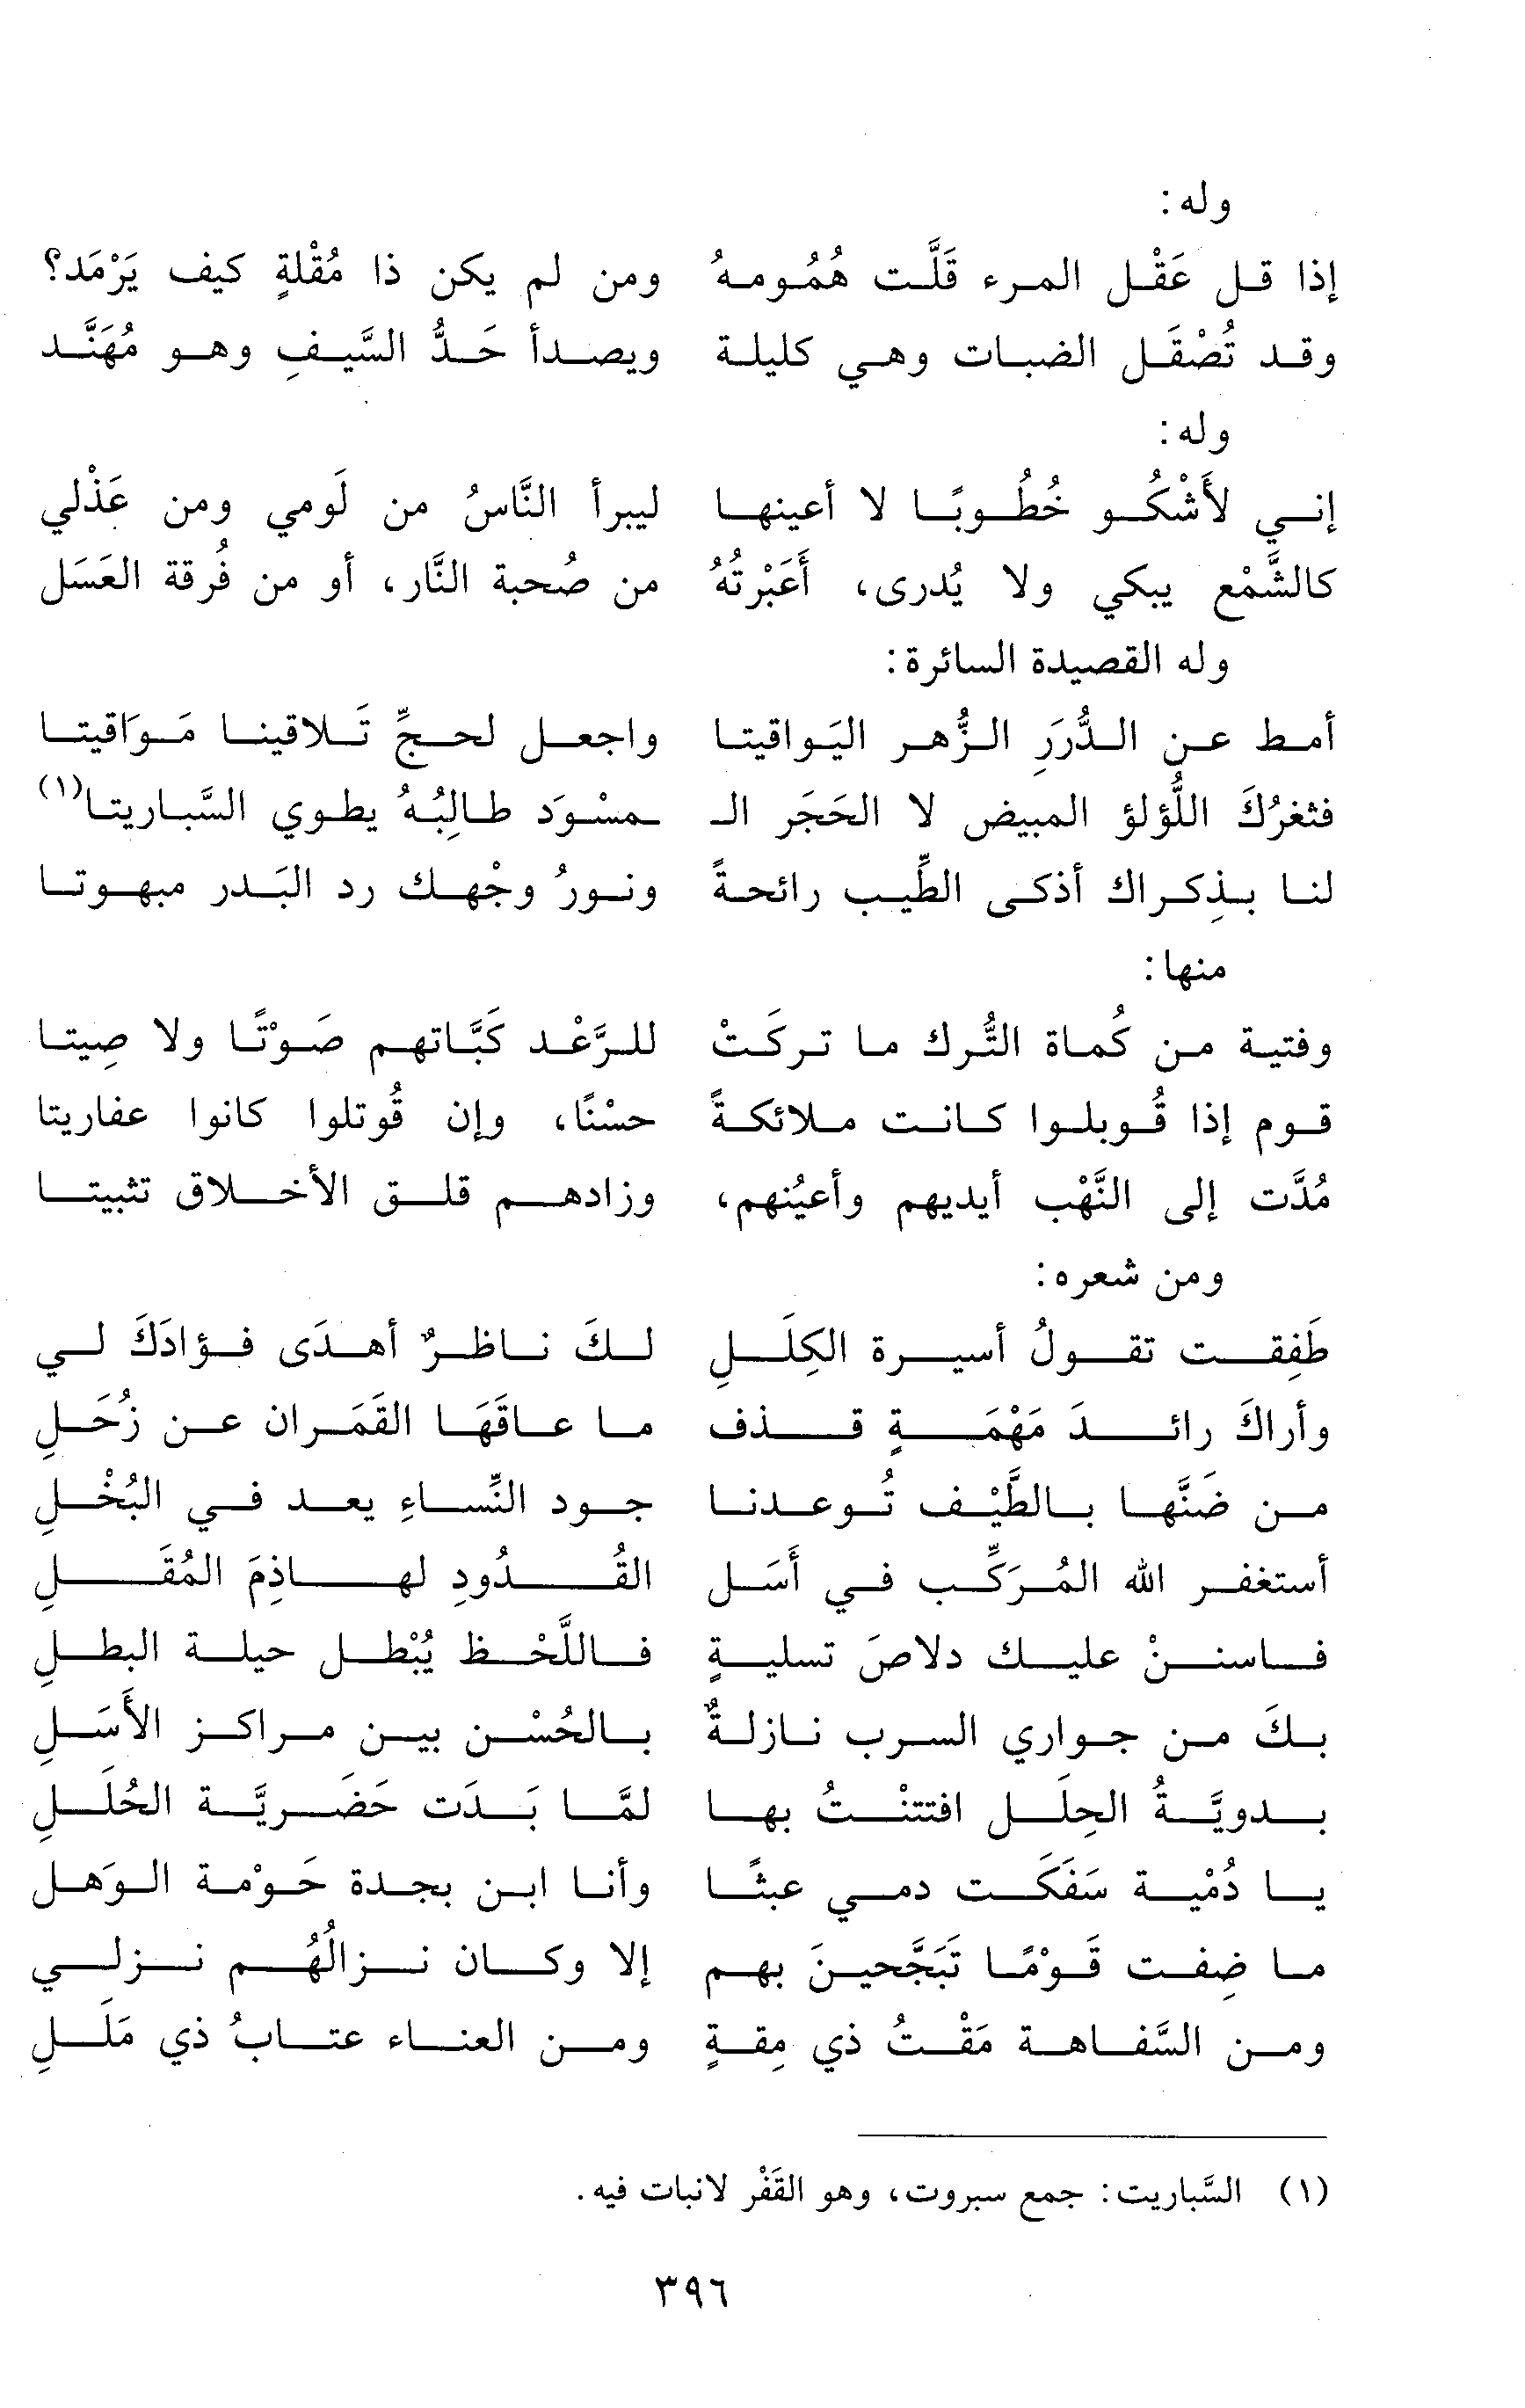 وله:
إذا قل عَقْل المرء قَلَّت هُمُومهُ ومن لم يكن ذا مُقْلةٍ كيف يَرْمَد؟
وقد تُصْقَل الضبات وهي كليلة ويصدأ حَدُّ السَّيفِ وهو مُهَنَّد
وله:
إني لأَشْكُو خُطُوبًا لا أعينها ليبرأ النَّاسُ من لَومي ومن عَذْلي
كالشَّمْع يبكي ولا يُدرى، أَعَبْرتُهُ من صُحبة النَّار، أو من فُرقة العَسَل
وله القصيدة السائرة:
أمط عن الدُّرَرِ الزُّهر اليَواقيتا واجعل لحجِّ تَلاقينا مَوَاقيتا
فثغرُكَ اللُّؤلؤ المبيض لا الحَجَر الـ ـمسْوَد طالِبُهُ يطوي السَّباريتا(١)
لنا بذِكراك أذكى الطِّيب رائحةً ونورُ وجْهك رد البَدر مبهوتا
منها:
وفتية من كُماة التُّرك ما تركَتْ للرَّعْد كَبَّاتهم صَوْتًا ولا صِيتا
قوم إذا قُوبلوا كانت ملائكةً حسْنًا، وإن قُوتلوا كانوا عفاريتا
مُدَّت إلى النَّهْب أيديهم وأعيُنهم، وزادهم قلق الأخلاق تثبيتا
ومن شعره:
طَفِقت تقولُ أسيرة الكِلَلِ لكَ ناظرٌ أهدَى فؤادَكَ لي
وأراكَ رائدَ مَهْمَةٍ قذف ما عاقَهَا القَمَران عن زُحَلِ
من ضَنَّها بالطَّيْف تُوعدنا جود النِّساءِ يعد في البُخْلِ
أستغفر الله المُرَكِّب في أَسَل القُدُودِ لهاذِمَ المُقَلِ
فاسننْ عليك دلاصَ تسليةٍ فاللَّحْظ يُبْطل حيلة البطلِ
بكَ من جواري السرب نازلةٌ بالحُسْن بين مراكز الأَسَلِ
بدويَّةُ الحِلَل افتتنْتُ بها لمَّا بَدَت حَضَريَّة الحُلَلِ
يا دُمْية سَفَكَت دمي عبثًا وأنا ابن بجدة حَوْمة الوَهل
ما ضِفت قَوْمًا تَبَجَّحينَ بهم إلا وكان نزالُهُم نزلي
ومن السَّفاهة مَقْتُ ذي مِقةٍ ومن العناء عتابُ ذي مَلَلِ
(١) السَّباريت: جمع سبروت، وهو القَفْر لانبات فيه.
٣٩٦